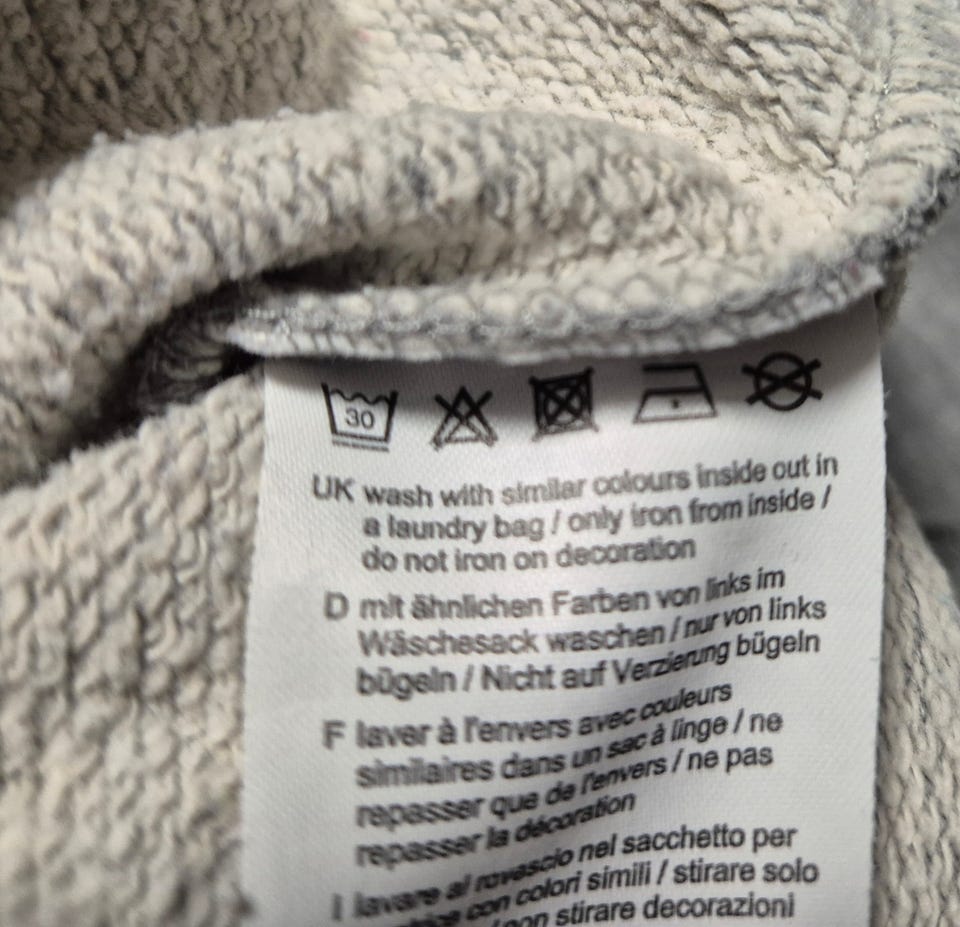 30
UK wash with similar colours inside out in
a laundry bag / only iron from inside /
do not iron on decoration
D mit ähnlichen Farben von links im
Wäschesack waschen / nur von links
bügeln / Nicht auf Verzierung bügeln
F laver à l'envers avec couleurs
similaires dans un sac à linge / ne
repasser que de l'envers / ne pas
repasser la décoration
I lavare al rovescio nel sacchetto per
con colori simili / stirare solo
/ non stirare decorazioni